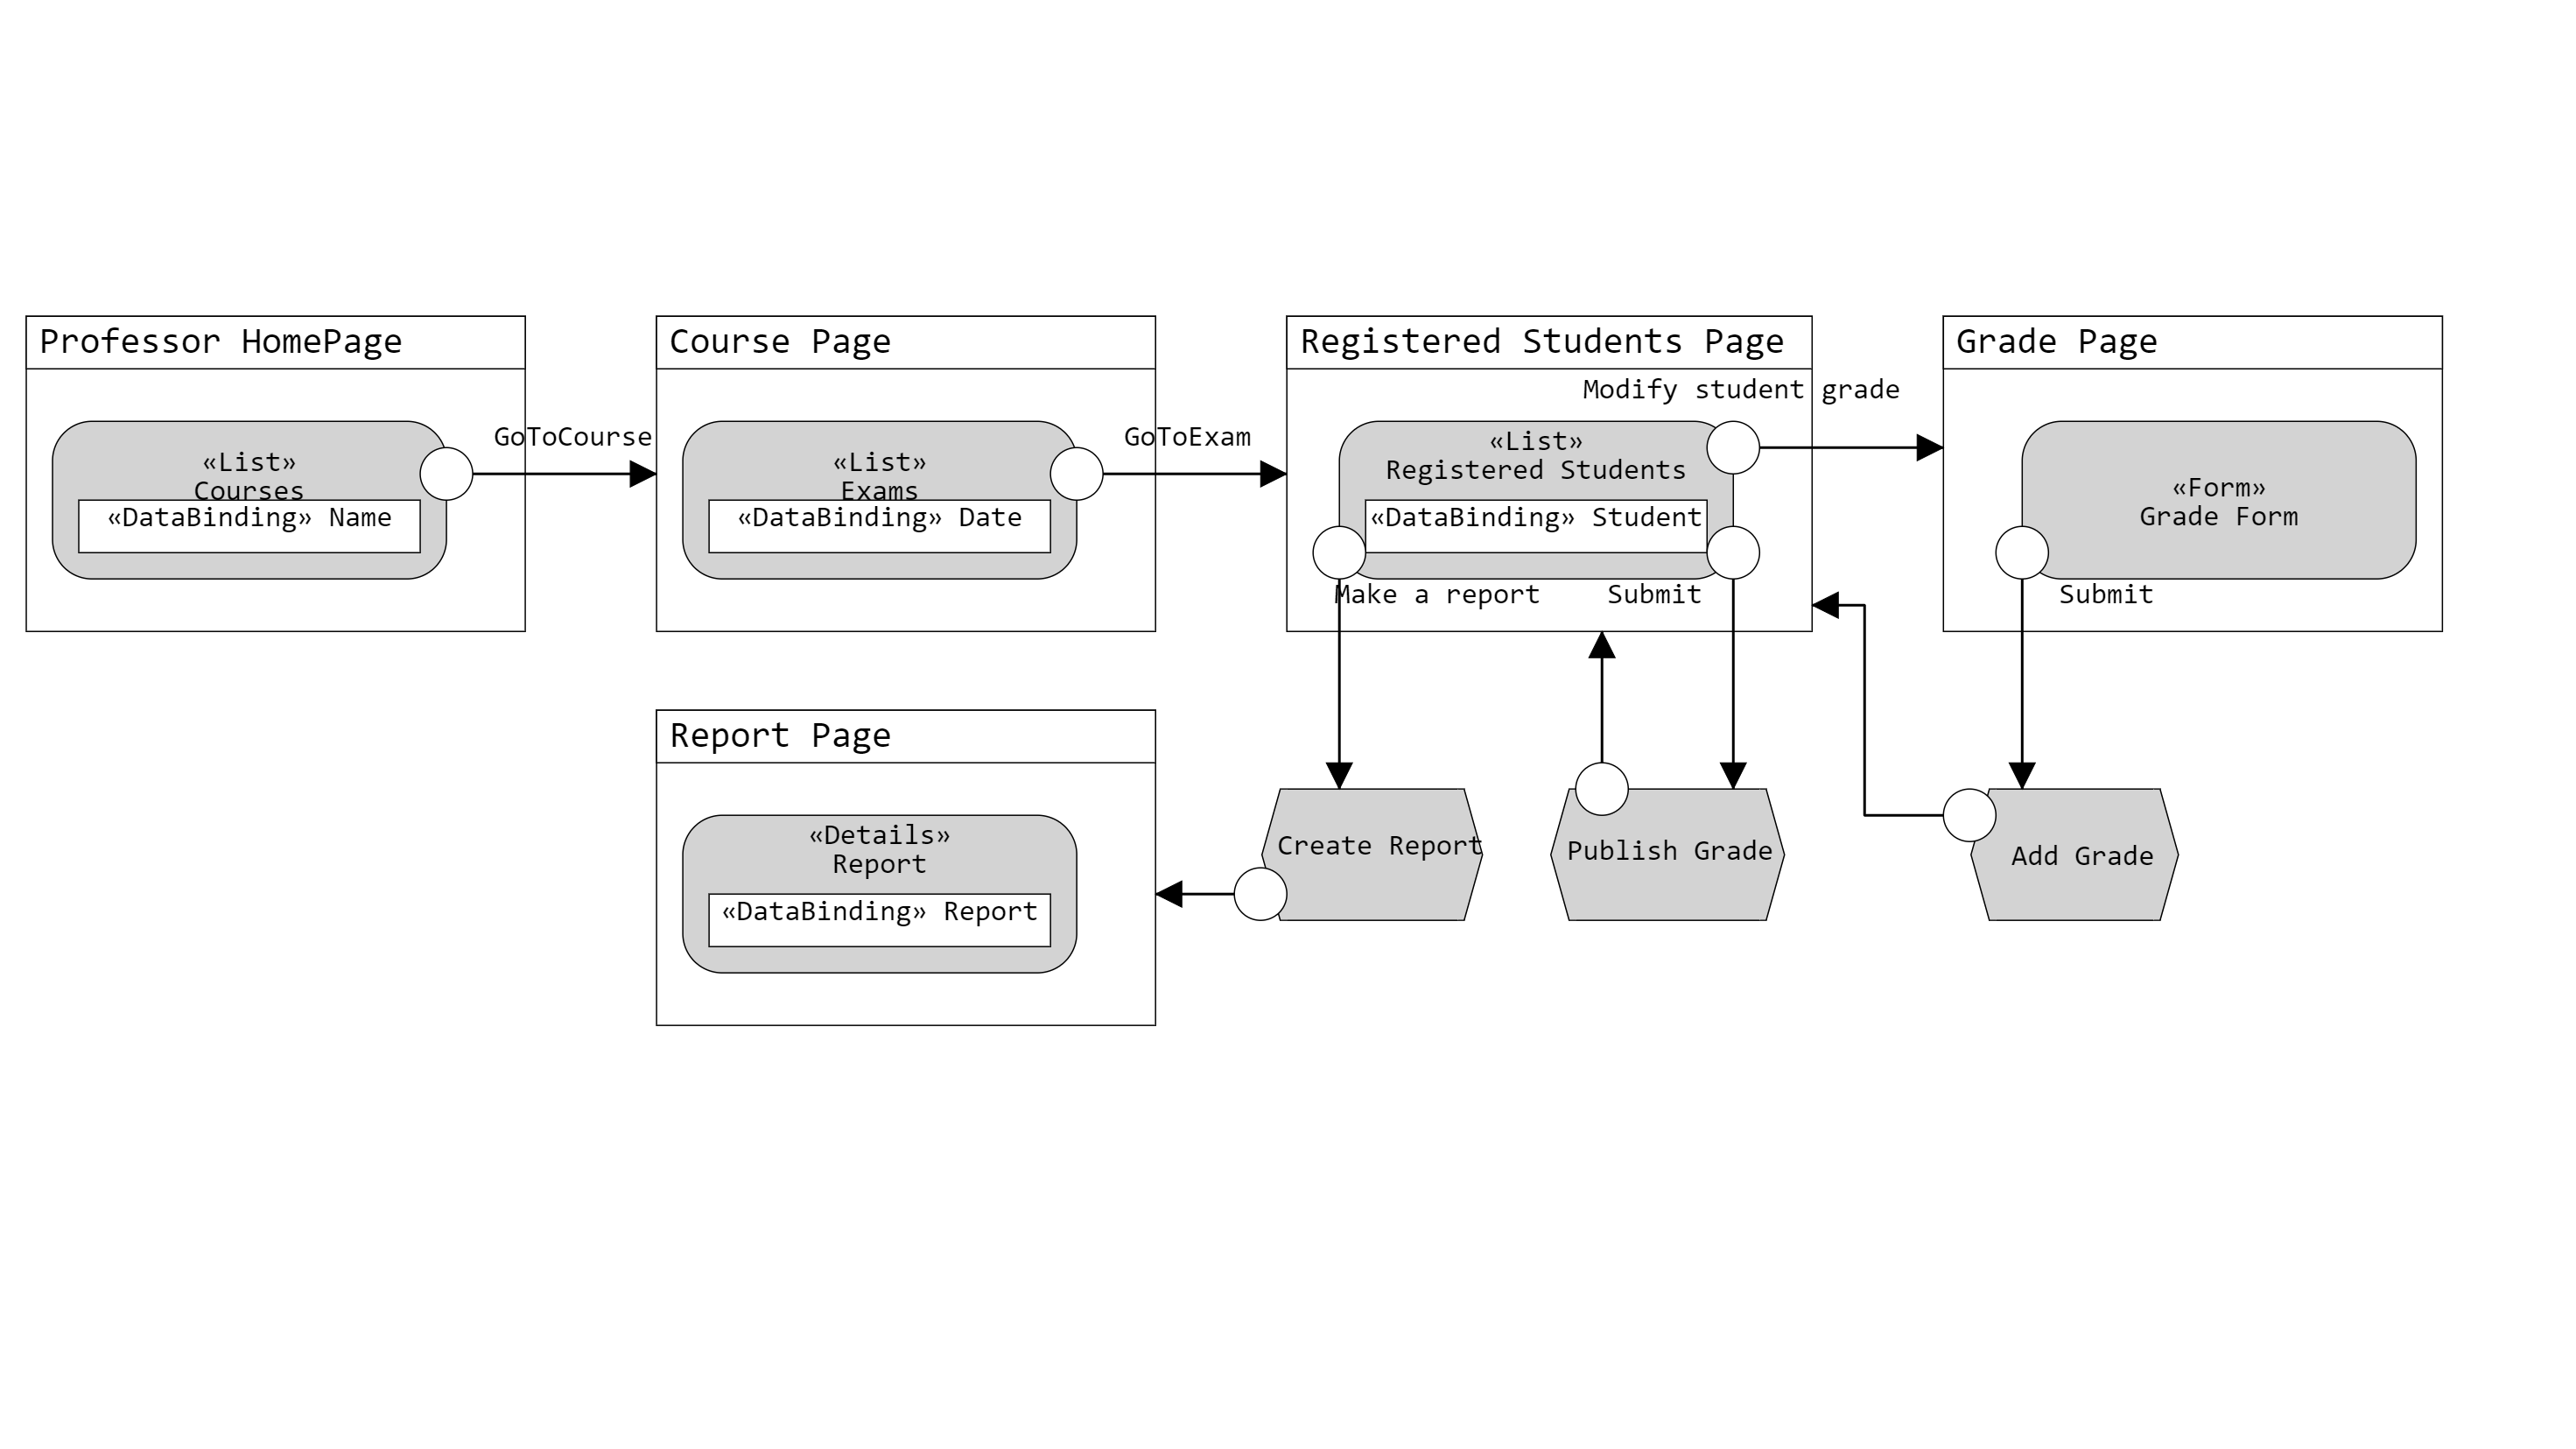 Professor HomePage
«List»
Courses
«DataBinding» Name
GoToCourse
Course Page
«List»
Exams
«DataBinding» Date
GoToExam
Registered Students Page
Modify student grade
«List»
Registered Students
«DataBinding» Student
Make a report
Submit
Grade Page
«Form»
Grade Form
Submit
Report Page
«Details»
Report
«DataBinding» Report
Create Report
Publish Grade
Add Grade